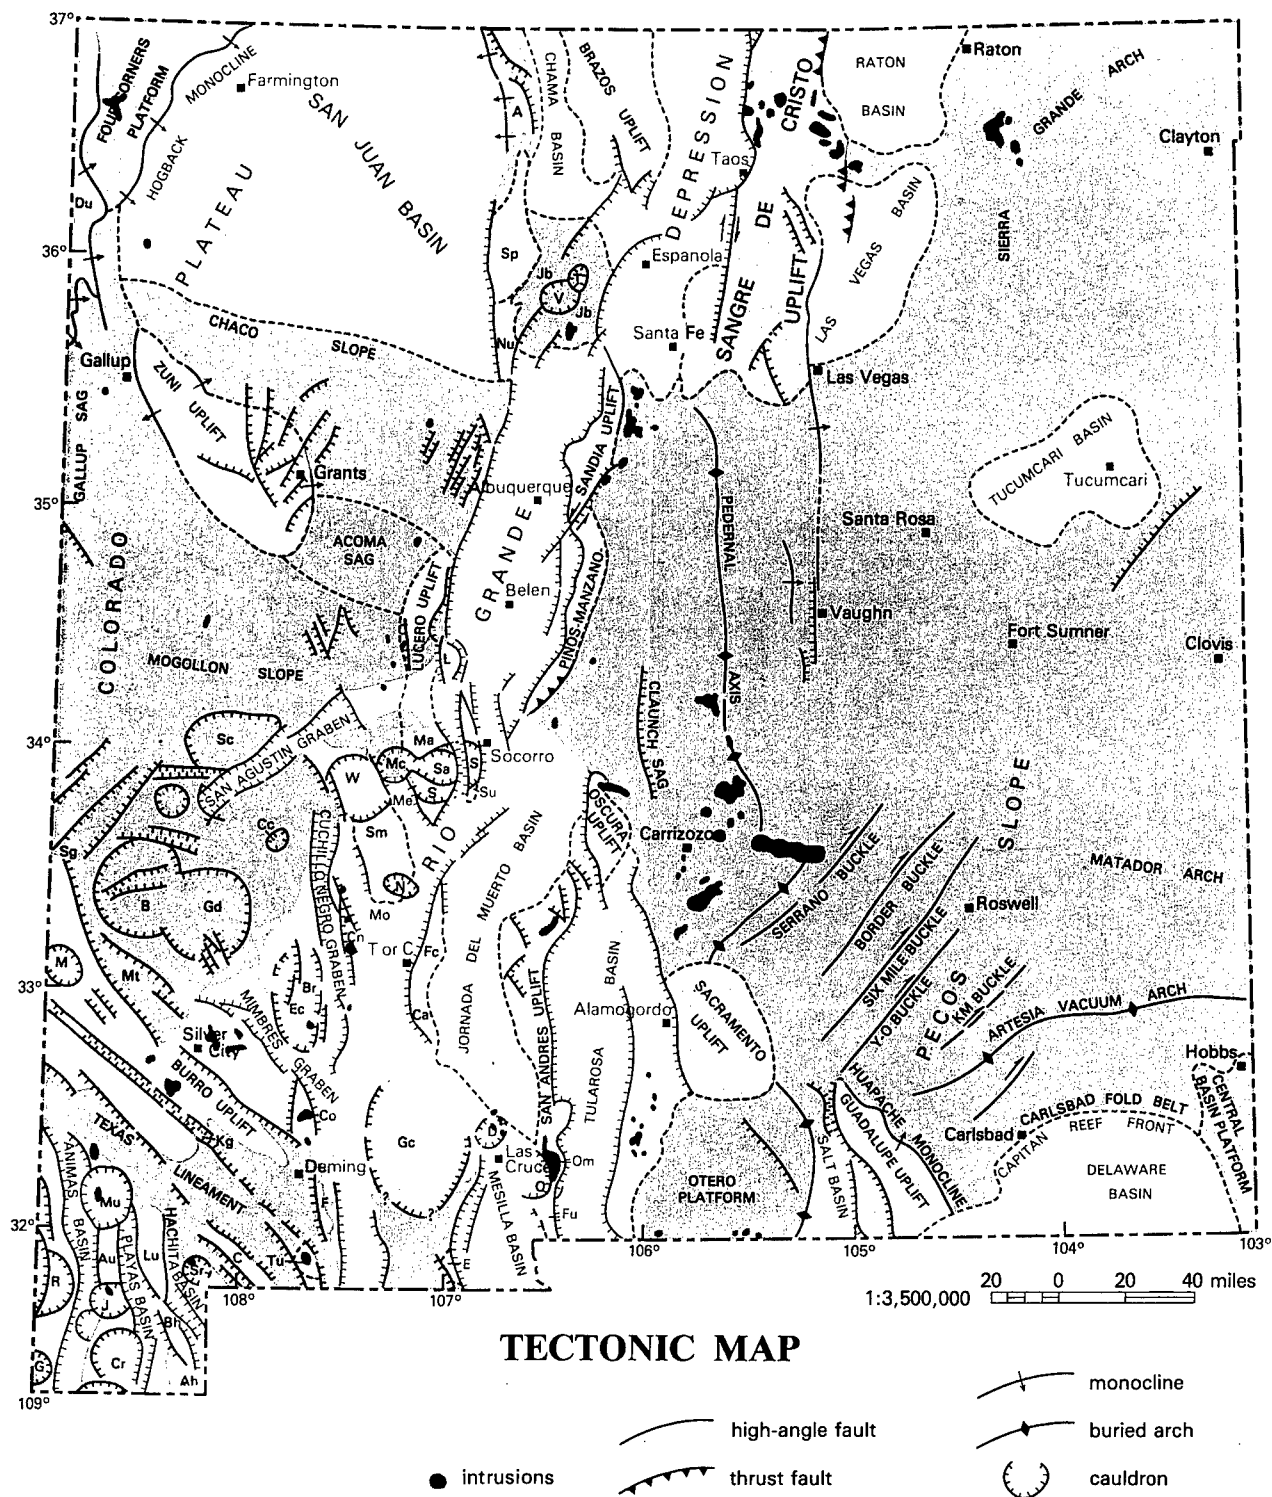 37°
FOUR CORNERS
PLATFORM
HOGBACK
MONOCLINE
Farmington
SAN
JUAN
BASIN
PLATEAU
Du
A
CHAMA
BASIN
BRAZOS
UPLIFT
DEPRESSION
Taos
CRISTO
RATON
BASIN
Raton
SIERRA
GRANDE
ARCH
Clayton
36°
Sp
Jb
T
V
Jb
Nu
Espanola
Santa Fe
SANGRE
DE
UPLIFT
LAS
VEGAS
BASIN
Las Vegas
CHACO
SLOPE
Gallup
GALLUP SAG
ZUNI
UPLIFT
Grants
Albuquerque
SANDIA UPLIFT
TUCUMCARI BASIN
Tucumcari
35°
COLORADO
ACOMA
SAG
LUCERO UPLIFT
GRANDE
Belen
PINOS-MANZANO
PEDERNAL
AXIS
Santa Rosa
Vaughn
Fort Sumner
Clovis
MOGOLLON
SLOPE
L
CLAUNCH SAG
34°
Sc
SAN AGUSTIN GRABEN
W
Ma
Mc
Sa
S
S
Su
Me
Socorro
Sm
Sg
CUCHILLO NEGRO GRABEN
RIO
OSCURA
UPLIFT
Carrizozo
SLOPE
MATADOR ARCH
B
Gd
N
Mo
JORNADA DEL MUERTO BASIN
SERRANO BUCKLE
BORDER BUCKLE
SIX MILE BUCKLE
Y-O BUCKLE
K-M BUCKLE
Roswell
PECOS
M
Mt
33°
T or C
Fc
Ca
Br
Ec
MIMBRES
GRABEN
Silver
City
BURRO UPLIFT
SAN ANDRES UPLIFT
TULAROSA
BASIN
Alamogordo
SACRAMENTO
UPLIFT
ARTESIA VACUUM ARCH
Hobbs
CENTRAL
BASIN PLATFORM
HUAPACHE MONOCLINE
GUADALUPE UPLIFT
SALT BASIN
Carlsbad
CARLSBAD FOLD BELT
CAPITAN REEF FRONT
DELAWARE
BASIN
OTERO
PLATFORM
TEXAS
LINEAMENT
Kg
Co
Gc
D
Deming
Las
Cruces
Om
O
Fu
MESILLA BASIN
F
E
ANIMAS
BASIN
Mu
Au
PLAYAS BASIN
Lu
HACHITA BASIN
C
Tu
Sr
R
J
Bh
Cr
G
Ah
32°
109°
108°
107°
106°
105°
104°
103°
20 0 20 40 miles
1:3,500,000
TECTONIC MAP
monocline
high-angle fault
buried arch
intrusions
thrust fault
cauldron